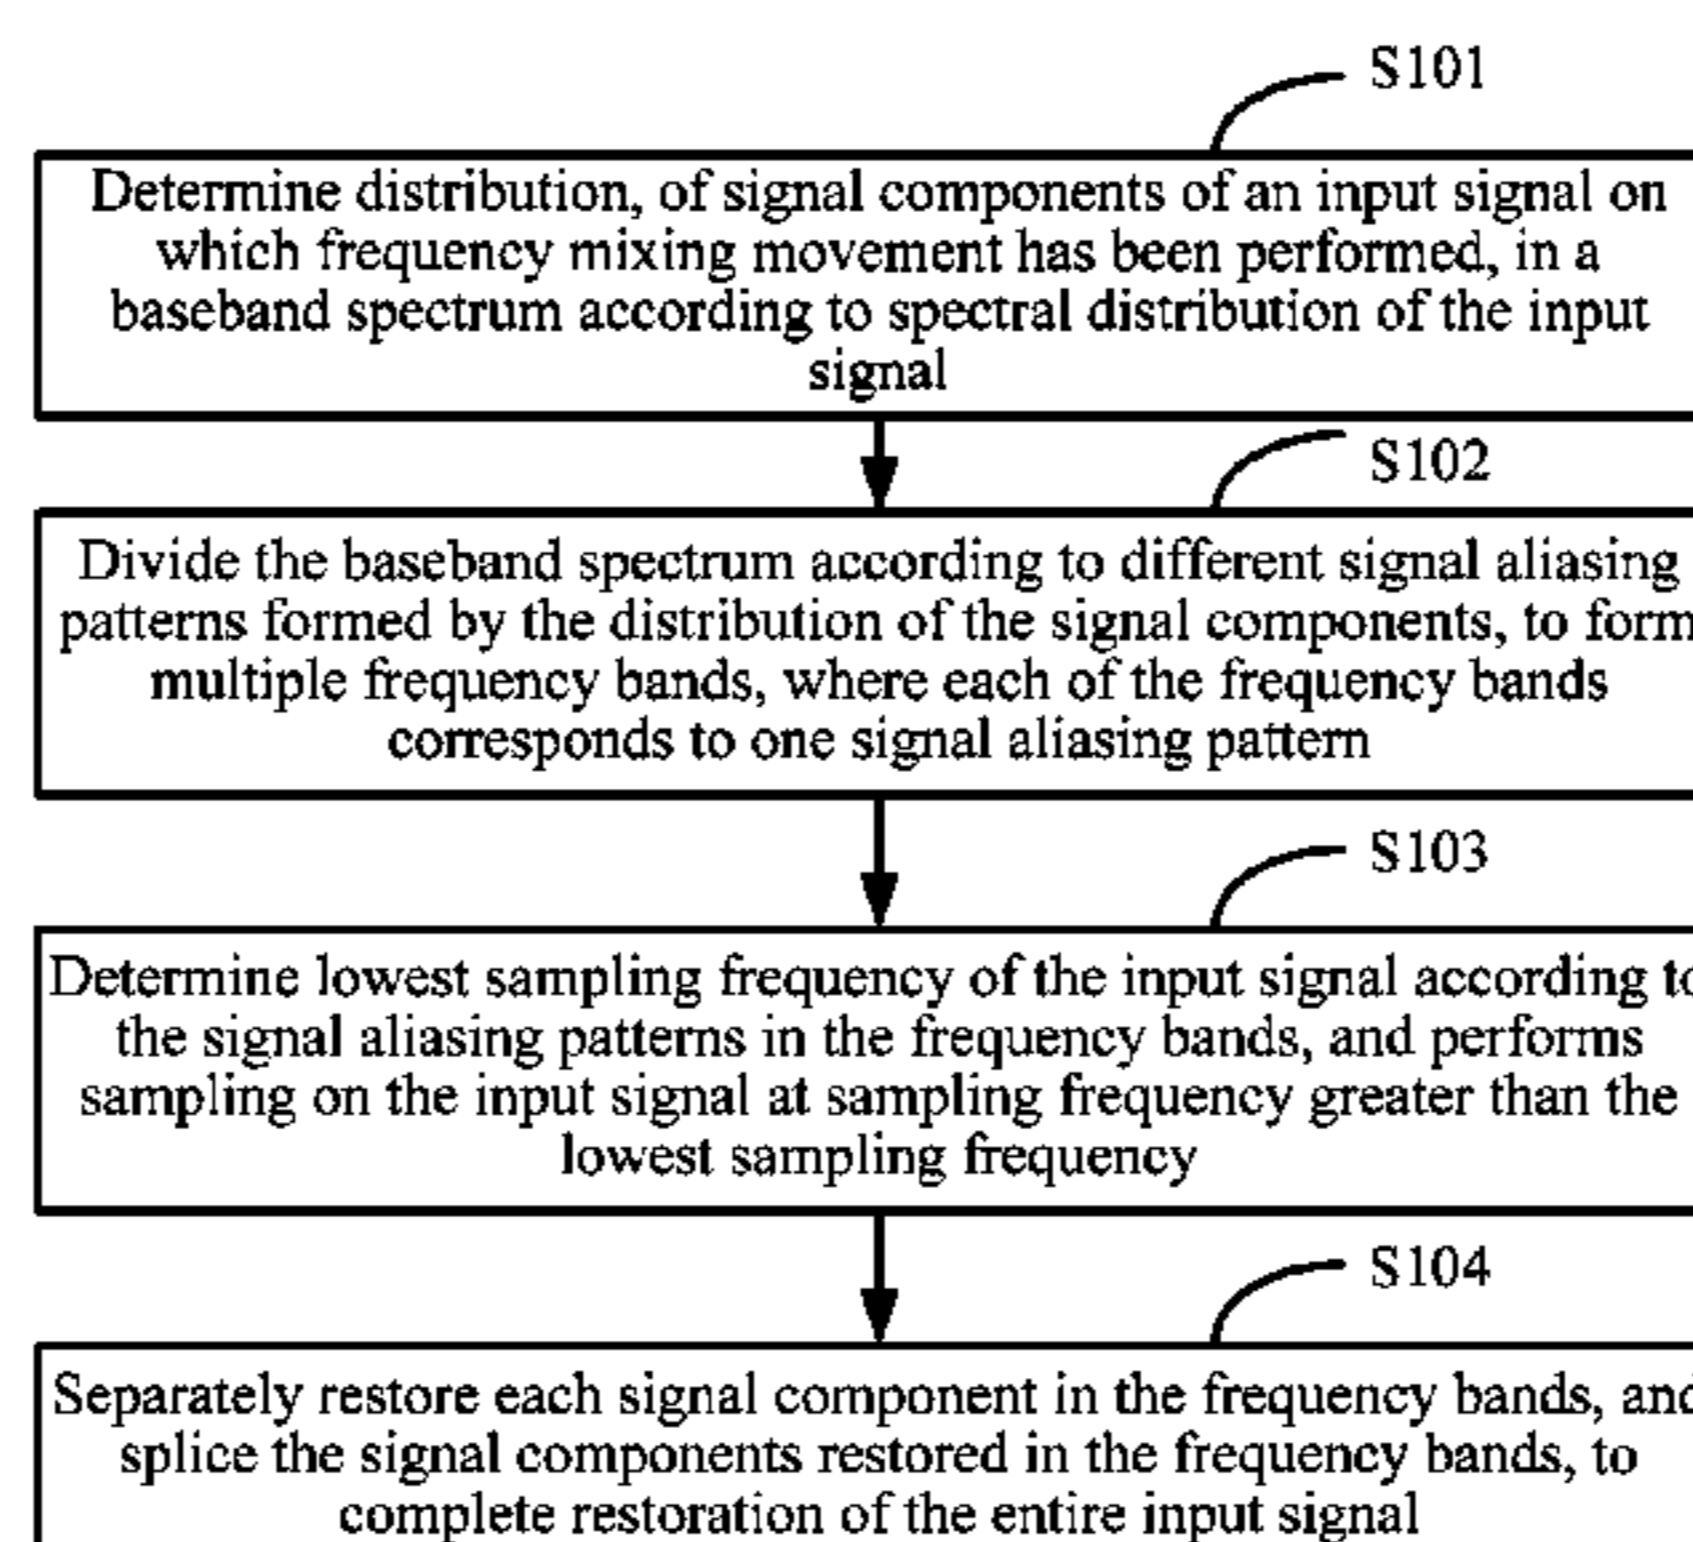 S101
Determine distribution, of signal components of an input signal on
which frequency mixing movement has been performed, in a
baseband spectrum according to spectral distribution of the input
signal
S102
Divide the baseband spectrum according to different signal aliasing
patterns formed by the distribution of the signal components, to form
multiple frequency bands, where each of the frequency bands
corresponds to one signal aliasing pattern
S103
Determine lowest sampling frequency of the input signal according to
the signal aliasing patterns in the frequency bands, and performs
sampling on the input signal at sampling frequency greater than the
lowest sampling frequency
S104
Separately restore each signal component in the frequency bands, and
splice the signal components restored in the frequency bands, to
complete restoration of the entire input signal